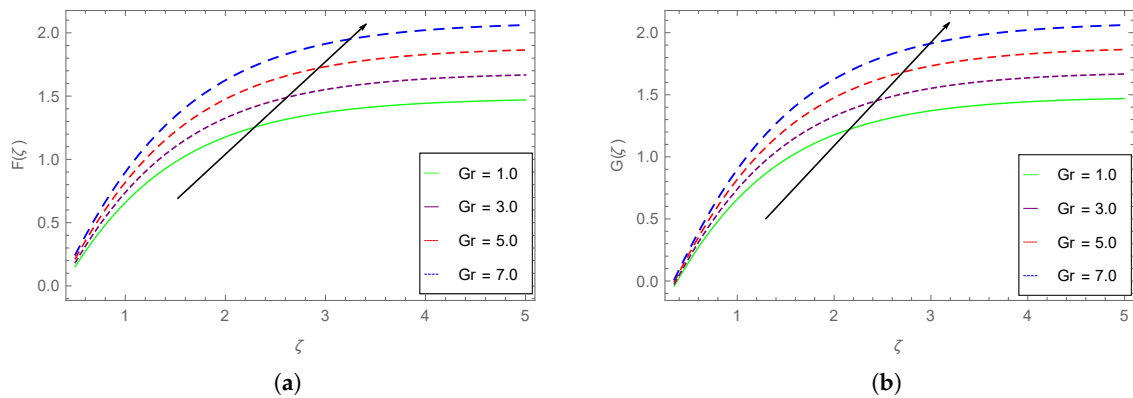 2.0
1.5
1.0
0.5
0.0
F(ζ)
1 2 3 4 5
ζ
Gr = 1.0
Gr = 3.0
Gr = 5.0
Gr = 7.0
(a)
2.0
1.5
1.0
0.5
0.0
G(ζ)
1 2 3 4 5
ζ
Gr = 1.0
Gr = 3.0
Gr = 5.0
Gr = 7.0
(b)